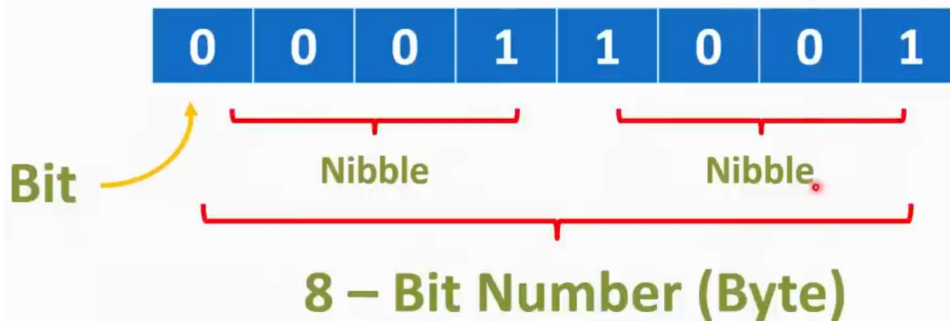 0 0 0 1 1 0 0 1
Nibble Nibble
Bit
8 – Bit Number (Byte)